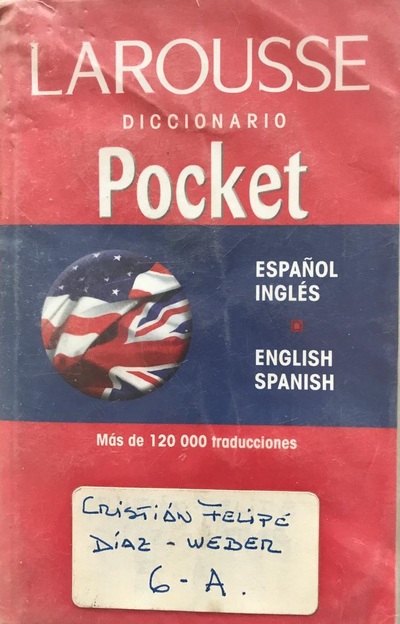 LAROUSSE
DICCIONARIO
Pocket
ESPAÑOL
INGLÉS
ENGLISH
SPANISH
Más de 120 000 traducciones
CRISTIÁN FELIPE
DÍAZ - WEBER
6 - A.